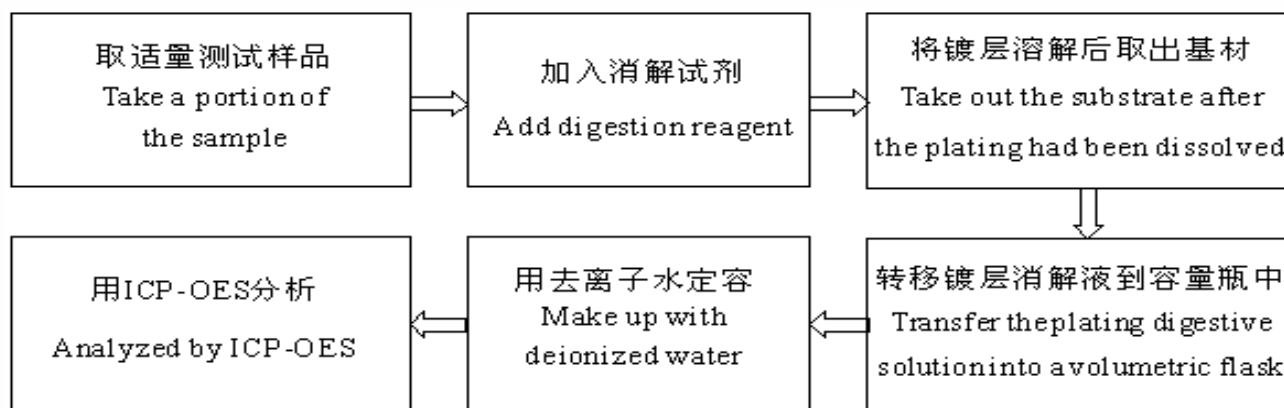 取适量测试样品
Take a portion of
the sample
加入消解试剂
Add digestion reagent
将镀层溶解后取出基材
Take out the substrate after
the plating had been dissolved
转移镀层消解液到容量瓶中
Transfer the plating digestive
solution into a volumetric flask
用去离子水定容
Make up with
deionized water
用ICP-OES分析
Analyzed by ICP-OES